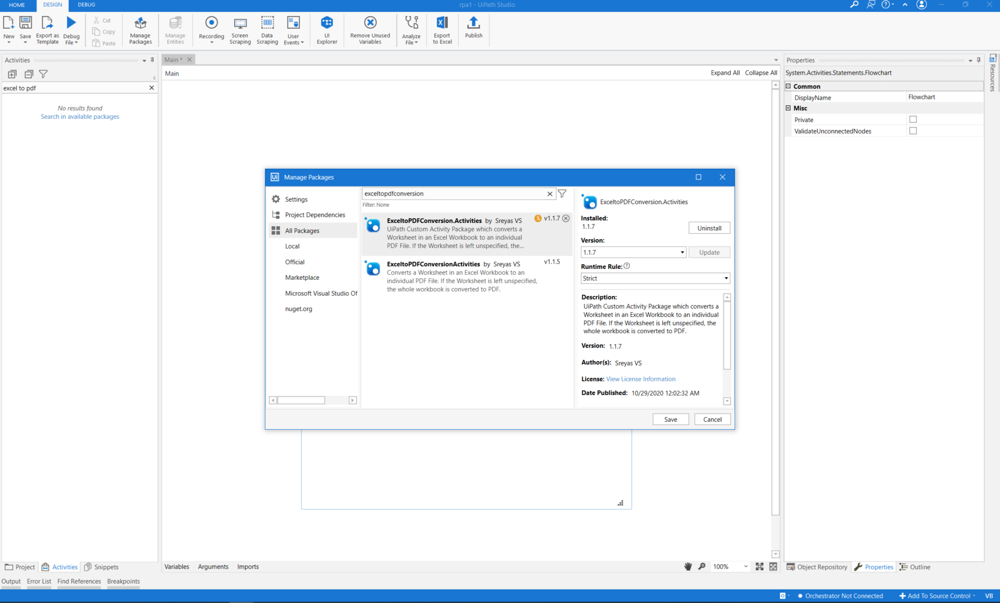 HOME DESIGN DEBUG
rpa1 - UiPath Studio
New Save Export as Template Debug File
Cut
Copy
Paste
Manage Packages
Manage Entities
Recording
Screen Scraping
Data Scraping
User Events
UI Explorer
Remove Unused Variables
Analyze File
Export to Excel
Publish
Activities
excel to pdf
No results found
Search in available packages
Main *
Main
Expand All Collapse All
Properties
System.Activities.Statements.Flowchart
Common
DisplayName Flowchart
Misc
Private
ValidateUnconnectedNodes
Resources
Ui Manage Packages
Settings
Project Dependencies
All Packages
Local
Official
Marketplace
Microsoft Visual Studio Of
nuget.org
exceltopdfconversion
Filter: None
ExceltoPDFConversion.Activities by Sreyas VS v1.1.7
UiPath Custom Activity Package which converts a
Worksheet in an Excel Workbook to an individual
PDF File. If the Worksheet is left unspecified, the...
ExceltoPDFConversionActivities by Sreyas VS v1.1.5
Converts a Worksheet in an Excel Workbook to an
individual PDF File. If the Worksheet is left unspecified,
the whole workbook is converted to PDF.
ExceltoPDFConversion.Activities
Installed:
1.1.7
Uninstall
Version:
1.1.7
Update
Runtime Rule:
Strict
Description:
UiPath Custom Activity Package which converts a
Worksheet in an Excel Workbook to an individual
PDF File. If the Worksheet is left unspecified, the
whole workbook is converted to PDF.
Version: 1.1.7
Author(s): Sreyas VS
License: View License Information
Date Published: 10/29/2020 12:02:32 AM
Save Cancel
Project Activities Snippets
Variables Arguments Imports
100%
Object Repository Properties Outline
Output Error List Find References Breakpoints
Orchestrator Not Connected Add To Source Control VB